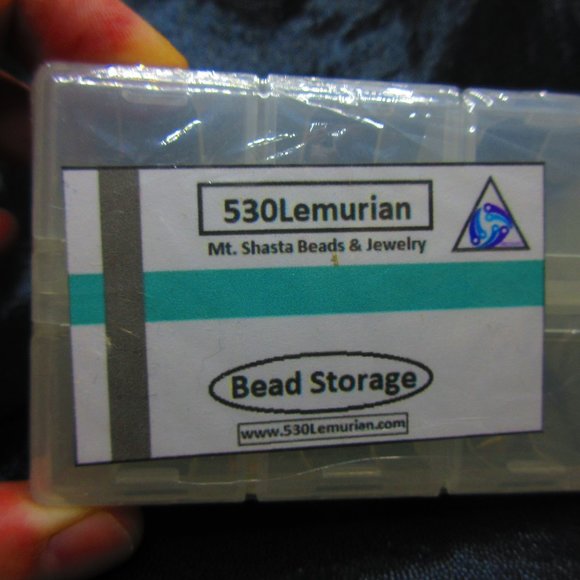 530Lemurian
Mt. Shasta Beads & Jewelry
Bead Storage
www.530Lemurian.com